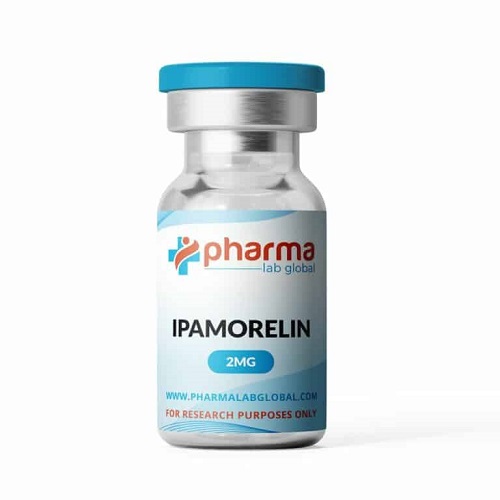 pharma
lab global
IPAMORELIN
2MG
WWW.PHARMALABGLOBAL.COM
FOR RESEARCH PURPOSES ONLY